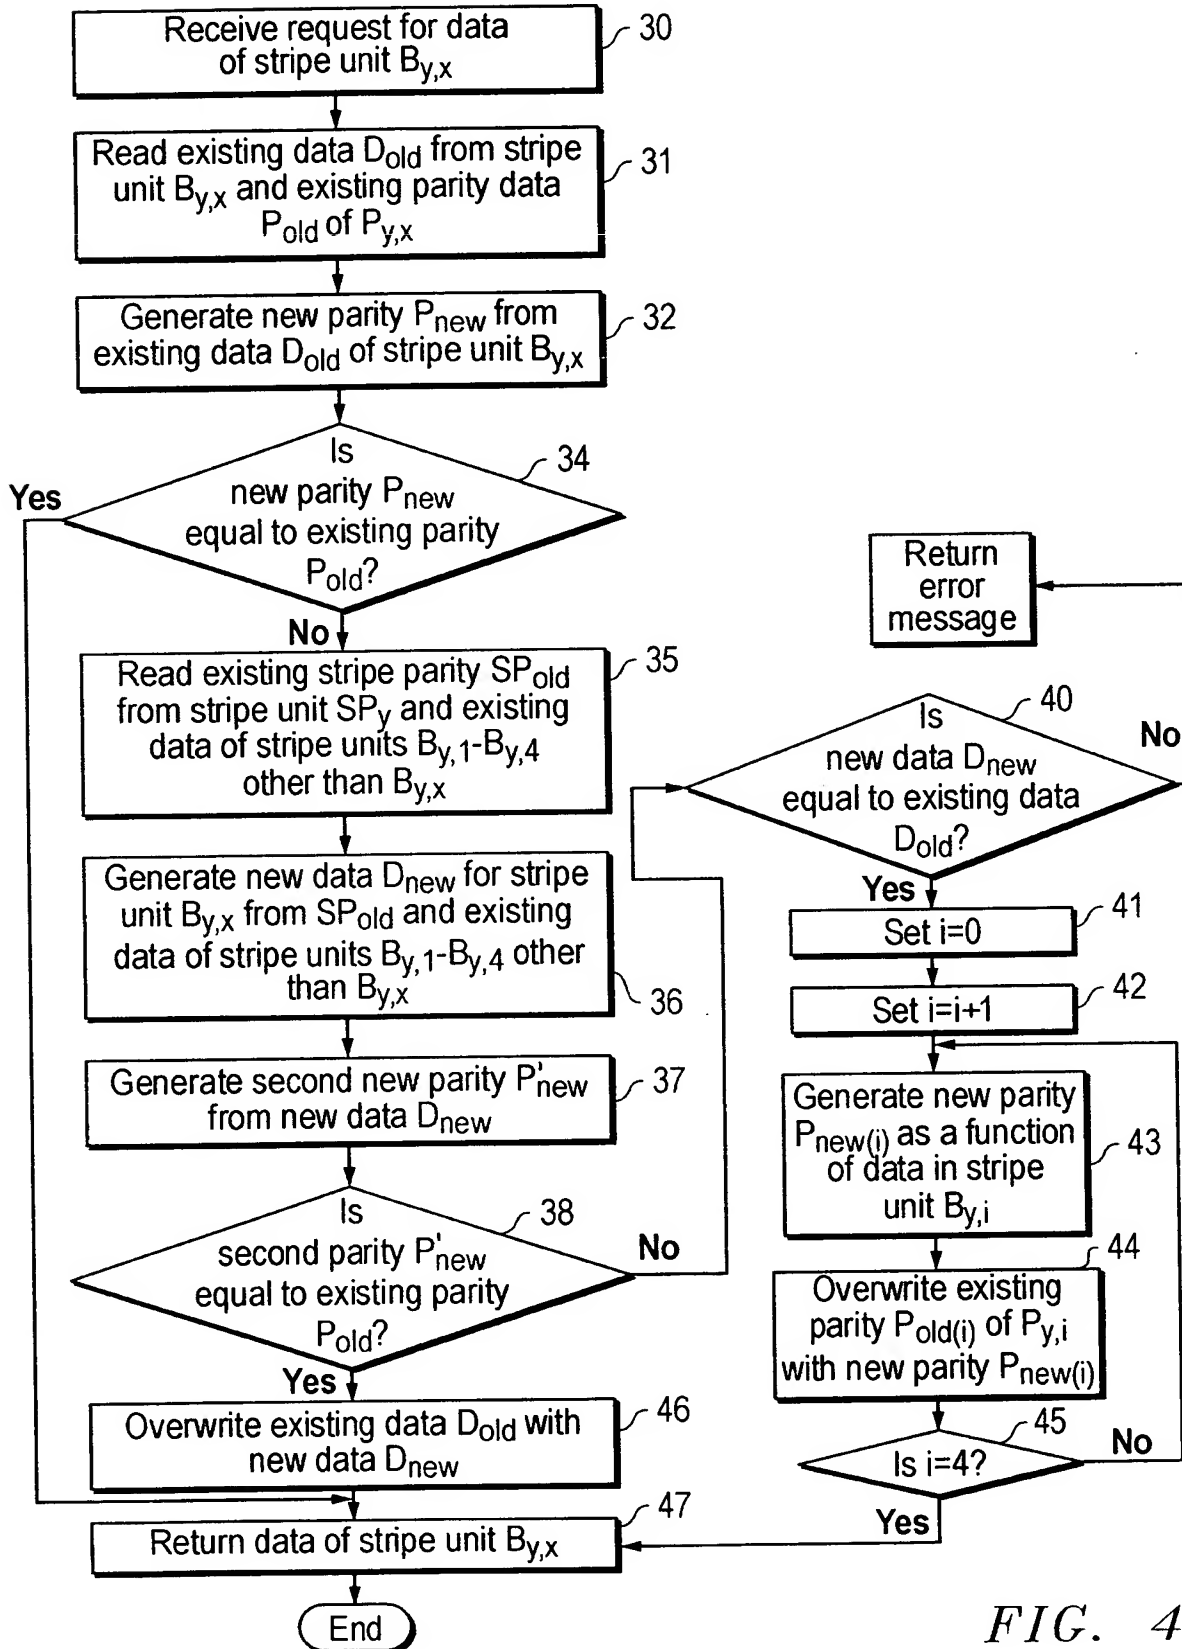 Receive request for data
of stripe unit By,x
30
Read existing data Dold from stripe
unit By,x and existing parity data
Pold of Py,x
31
Generate new parity Pnew from
existing data Dold of stripe unit By,x
32
Is
new parity Pnew
equal to existing parity
Pold?
34
Yes
No
Read existing stripe parity SPold
from stripe unit SPy and existing
data of stripe units By,1-By,4
other than By,x
35
Generate new data Dnew for stripe
unit By,x from SPold and existing
data of stripe units By,1-By,4 other
than By,x
36
Generate second new parity P'new
from new data Dnew
37
Is
second parity P'new
equal to existing parity
Pold?
38
No
Yes
Overwrite existing data Dold with
new data Dnew
46
Return data of stripe unit By,x
47
End
Return
error
message
Is
new data Dnew
equal to existing data
Dold?
40
No
Yes
Set i=0
41
Set i=i+1
42
Generate new parity
Pnew(i) as a function
of data in stripe
unit By,i
43
Overwrite existing
parity Pold(i) of Py,i
with new parity Pnew(i)
44
Is i=4?
45
No
Yes
FIG. 4